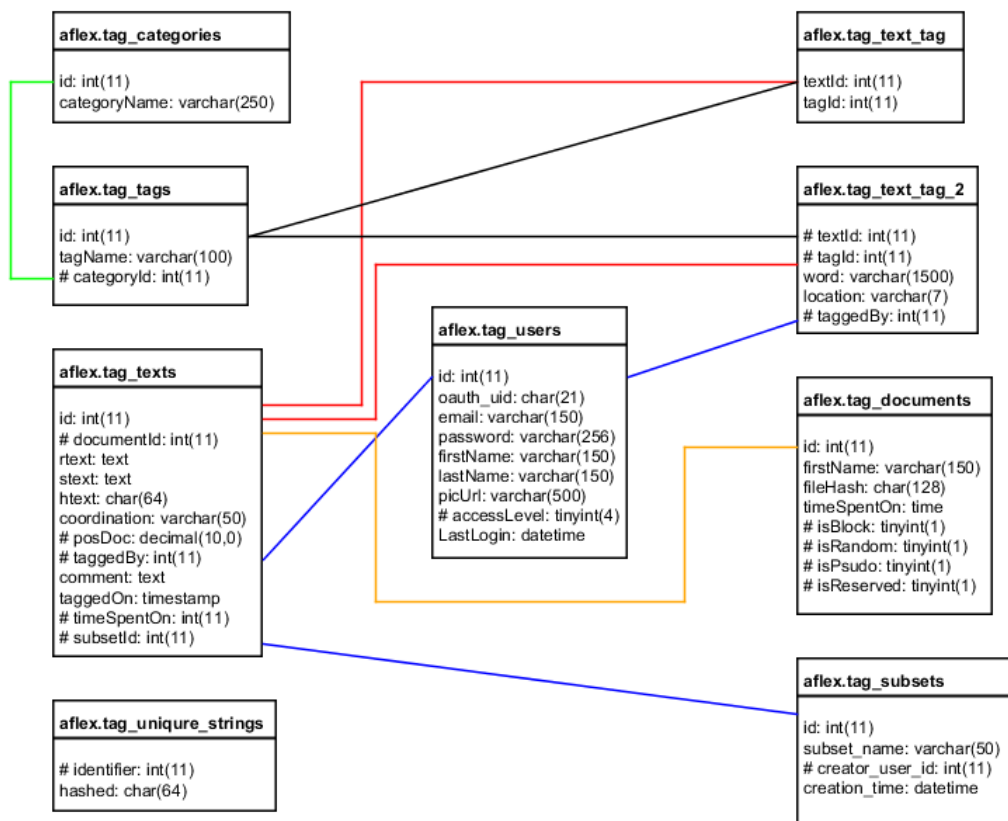 aflex.tag_categories
id: int(11)
categoryName: varchar(250)
aflex.tag_text_tag
textId: int(11)
tagId: int(11)
aflex.tag_tags
id: int(11)
tagName: varchar(100)
# categoryId: int(11)
aflex.tag_text_tag_2
# textId: int(11)
# tagId: int(11)
word: varchar(1500)
location: varchar(7)
# taggedBy: int(11)
aflex.tag_users
id: int(11)
oauth_uid: char(21)
email: varchar(150)
password: varchar(256)
firstName: varchar(150)
lastName: varchar(150)
picUrl: varchar(500)
# accessLevel: tinyint(4)
LastLogin: datetime
aflex.tag_texts
id: int(11)
# documentId: int(11)
rtext: text
stext: text
htext: char(64)
coordination: varchar(50)
# posDoc: decimal(10,0)
# taggedBy: int(11)
comment: text
taggedOn: timestamp
# timeSpentOn: int(11)
# subsetId: int(11)
aflex.tag_documents
id: int(11)
firstName: varchar(150)
fileHash: char(128)
timeSpentOn: time
# isBlock: tinyint(1)
# isRandom: tinyint(1)
# isPsudo: tinyint(1)
# isReserved: tinyint(1)
aflex.tag_uniqure_strings
# identifier: int(11)
hashed: char(64)
aflex.tag_subsets
id: int(11)
subset_name: varchar(50)
# creator_user_id: int(11)
creation_time: datetime